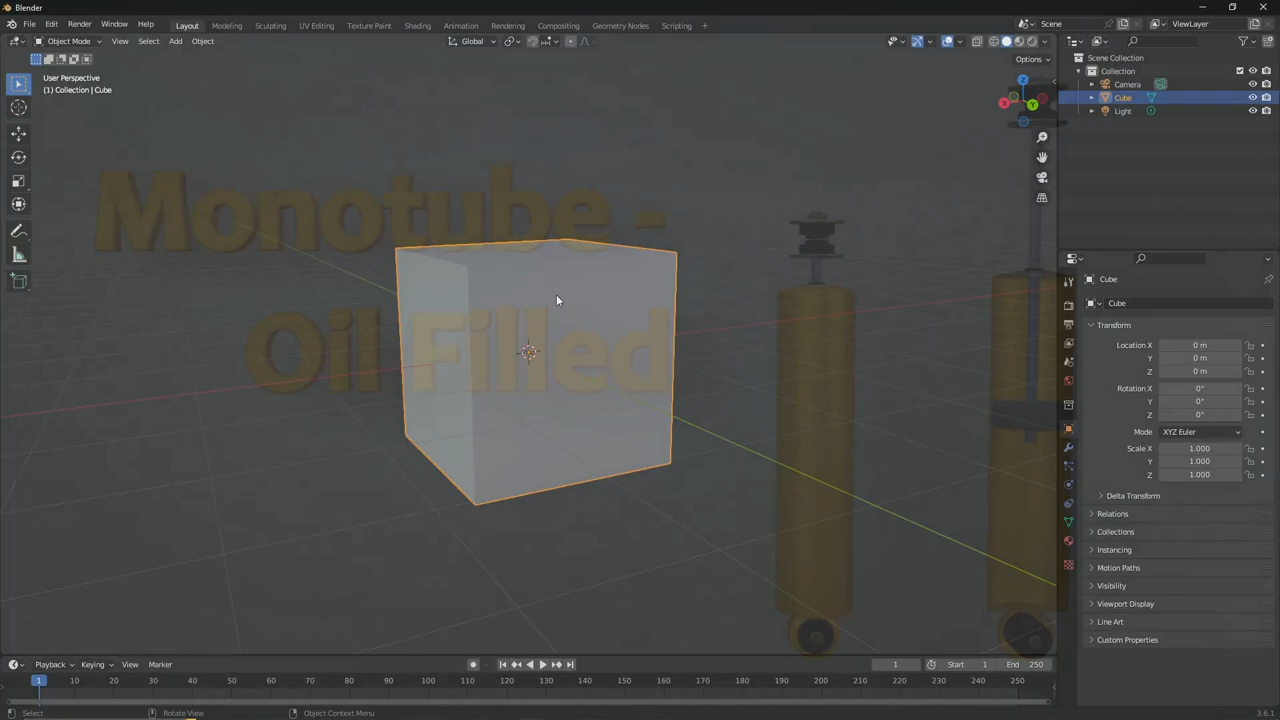 Blender
File Edit Render Window Help Layout Modeling Sculpting UV Editing Texture Paint Shading Animation Rendering Compositing Geometry Nodes Scripting + Scene ViewLayer
Object Mode View Select Add Object Global
Options
User Perspective
(1) Collection | Cube
Scene Collection
Collection
Camera
Cube
Light
X
Y
Z
Monotube -
Oil Filled
Cube
Cube
Transform
Location X 0 m
Y 0 m
Z 0 m
Rotation X 0°
Y 0°
Z 0°
Mode XYZ Euler
Scale X 1.000
Y 1.000
Z 1.000
Delta Transform
Relations
Collections
Instancing
Motion Paths
Visibility
Viewport Display
Line Art
Custom Properties
Playback Keying View Marker 1 Start 1 End 250
1 10 20 30 40 50 60 70 80 90 100 110 120 130 140 150 160 170 180 190 200 210 220 230 240 250
Select Rotate View Object Context Menu 3.6.1